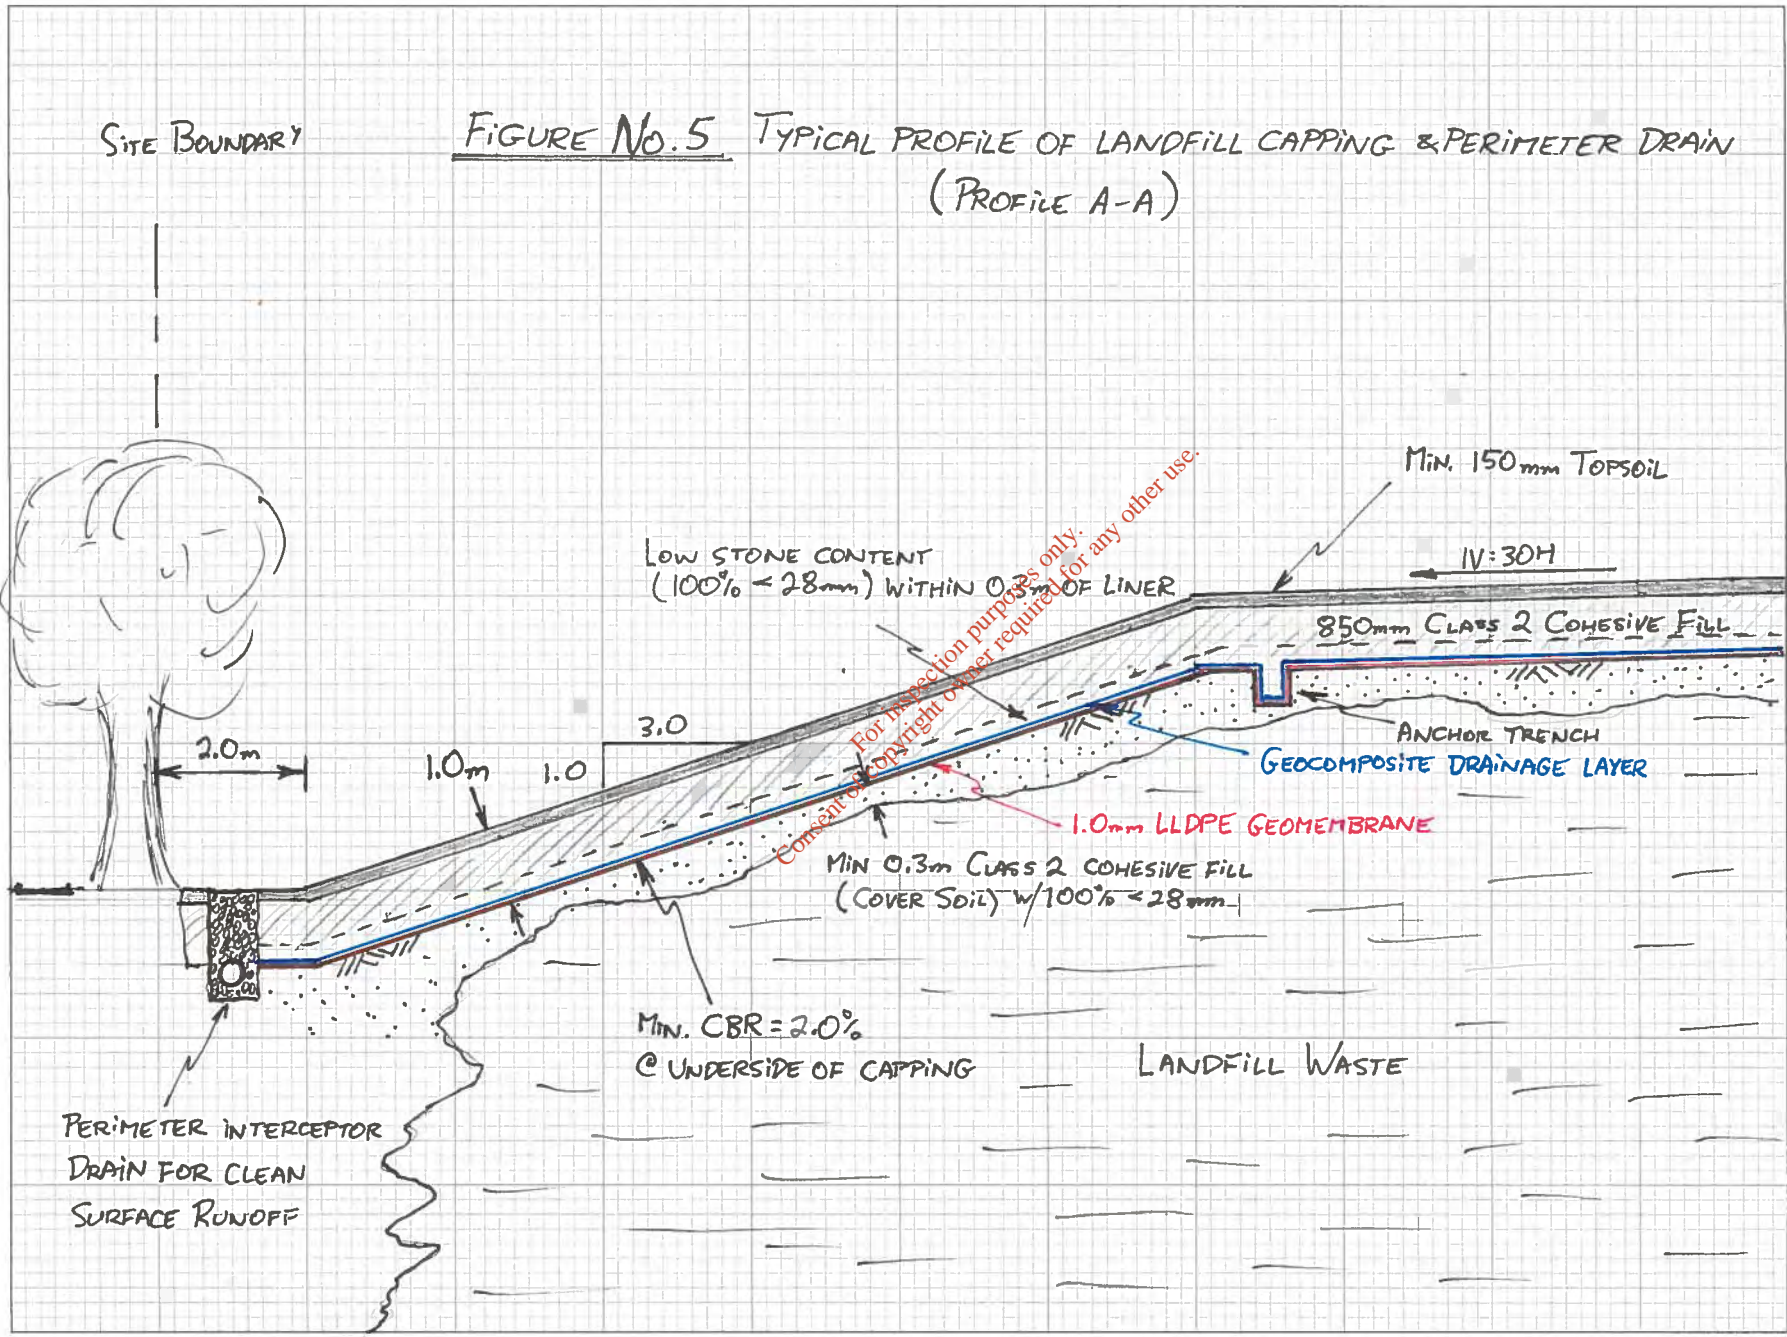 Site Boundary
Figure No. 5 Typical Profile of Landfill Capping & Perimeter Drain
(Profile A-A)
Min. 150mm Topsoil
Low Stone Content
(100% < 28mm) within 0.3m of Liner
1V:30H
850mm Class 2 Cohesive Fill
Anchor Trench
Geocomposite Drainage Layer
3.0
1.0
2.0m
1.0m
1.0mm LLDPE Geomembrane
Min 0.3m Class 2 Cohesive Fill
(Cover Soil) w/100% < 28mm
Min. CBR = 2.0%
@ Underside of Capping
Landfill Waste
Perimeter Interceptor
Drain for Clean
Surface Runoff
For inspection purposes only.
Consent of copyright owner required for any other use.